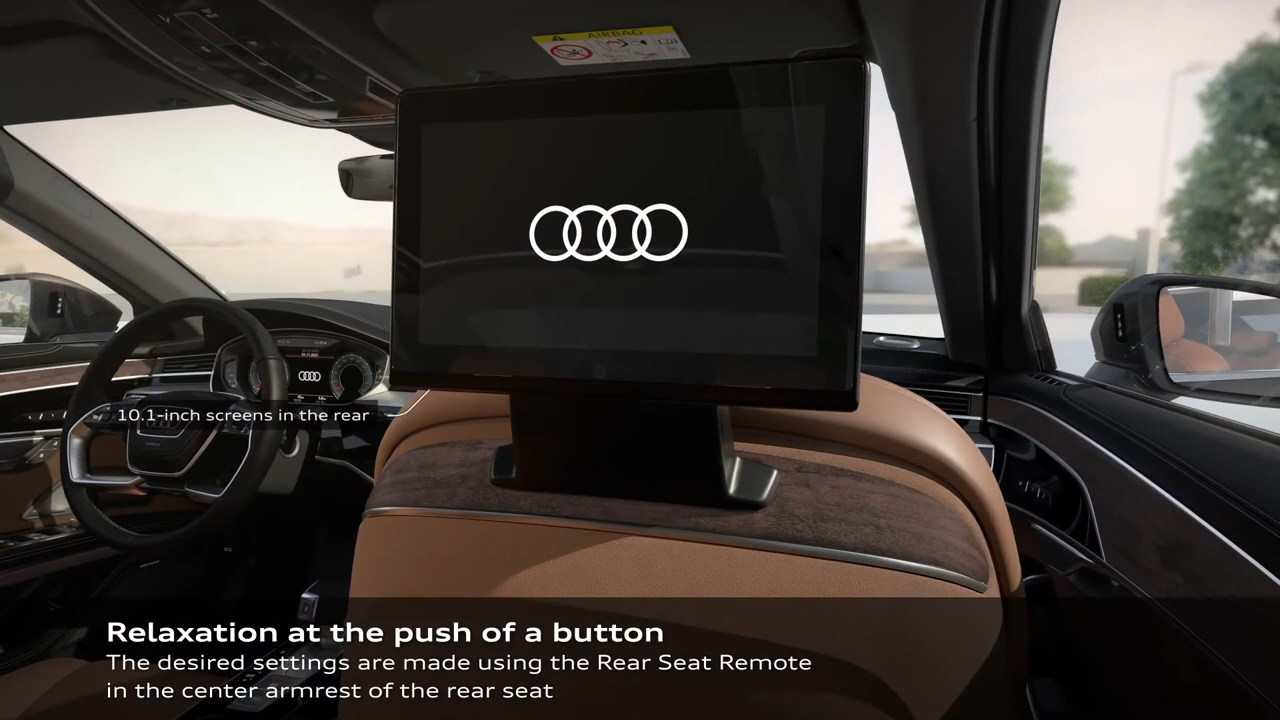 AIRBAG
10.1-inch screens in the rear
Relaxation at the push of a button
The desired settings are made using the Rear Seat Remote
in the center armrest of the rear seat